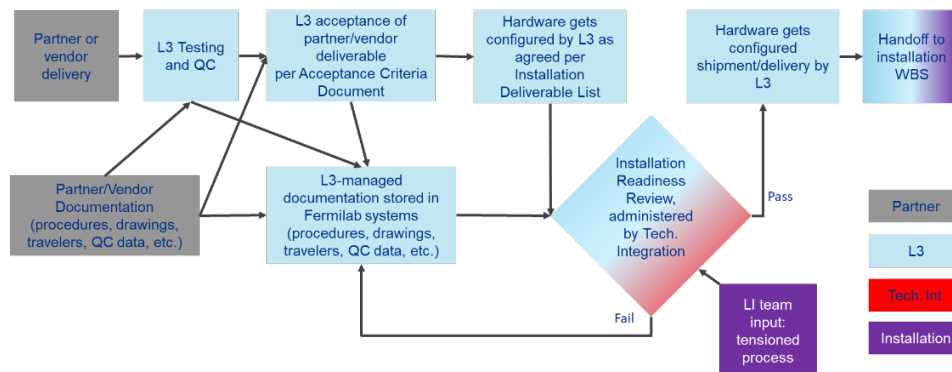 Partner or
vendor
delivery
L3 Testing
and QC
L3 acceptance of
partner/vendor
deliverable
per Acceptance Criteria
Document
Hardware gets
configured by L3 as
agreed per
Installation
Deliverable List
Hardware gets
configured
shipment/delivery by
L3
Handoff to
installation
WBS
Partner/Vendor
Documentation
(procedures, drawings,
travelers, QC data, etc.)
L3-managed
documentation stored in
Fermilab systems
(procedures, drawings,
travelers, QC data, etc.)
Installation
Readiness
Review,
administered
by Tech.
Integration
Pass
Fail
LI team
input:
tensioned
process
Partner
L3
Tech. Int.
Installation